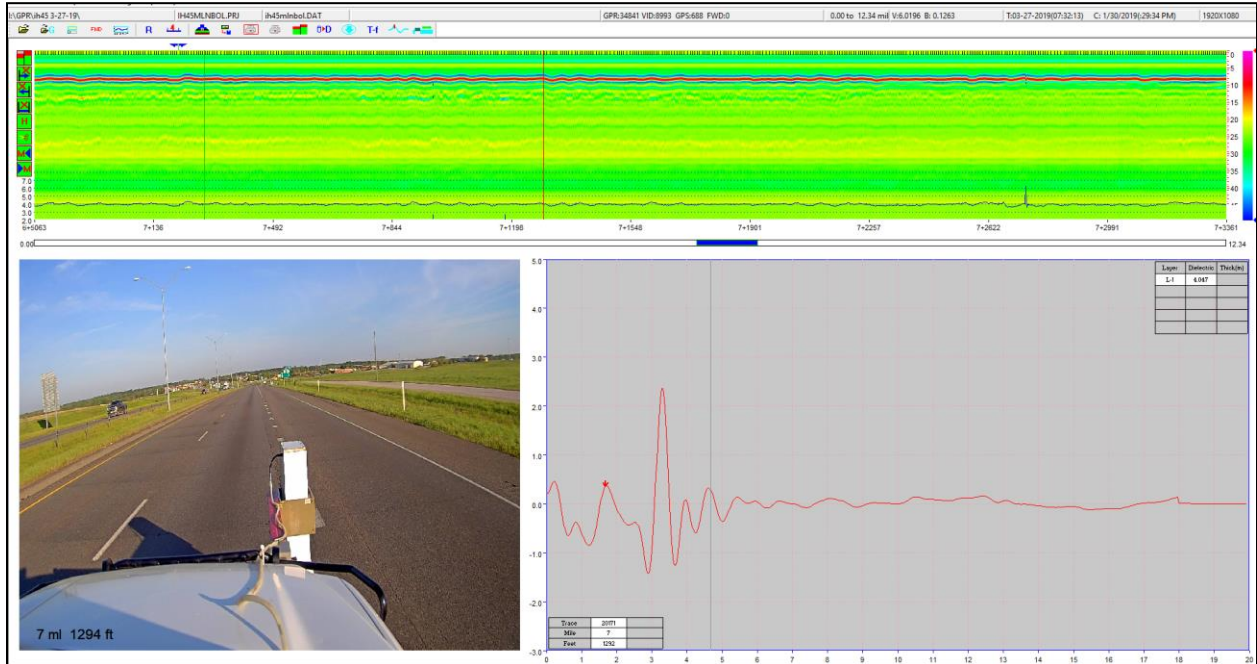 I:\GPR\ih45 3-27-19\ IH45MLNBOL.PRJ ih45mlnbol.DAT GPR:34841 VID:8993 GPS:688 FWD:0 0.00 to 12.34 mil V:6.0196 B: 0.1263 T:03-27-2019(07:32:13) C: 1/30/2019(:29:34 PM) 1920X1080
FWD R D T-I
0
5
10
15
20
25
30
35
40
H
M
M
7.0
6.0
5.0
4.0
3.0
2.0
6+5063 7+136 7+492 7+844 7+1198 7+1548 7+1901 7+2257 7+2622 7+2991 7+3361
0.00 12.34
7 ml 1294 ft
5.0
4.0
3.0
2.0
1.0
0.0
-1.0
-2.0
-3.0
Layer Dielectric Thick(in)
L-1 4.047
Trace 20171
Mile 7
Feet 1292
0 1 2 3 4 5 6 7 8 9 10 11 12 13 14 15 16 17 18 19 20